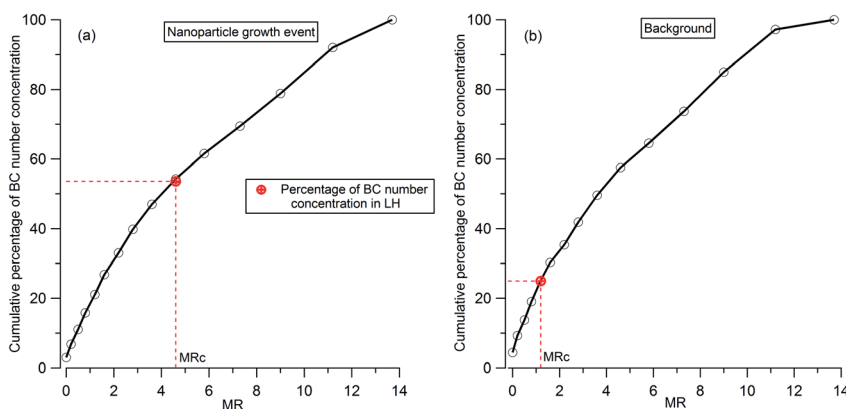 (a)
Nanoparticle growth event
Cumulative percentage of BC number concentration
100
80
60
40
20
0
Percentage of BC number
concentration in LH
MRc
0 2 4 6 8 10 12 14
MR
(b)
Background
Cumulative percentage of BC number concentration
100
80
60
40
20
0
MRc
0 2 4 6 8 10 12 14
MR